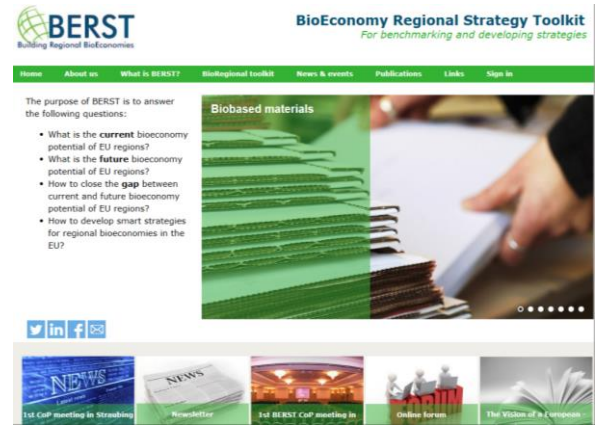 BERST
Building Regional BioEconomies
BioEconomy Regional Strategy Toolkit
For benchmarking and developing strategies
Home About us What is BERST? BioRegional toolkit News & events Publications Links Sign in
The purpose of BERST is to answer
the following questions:
• What is the current bioeconomy
potential of EU regions?
• What is the future bioeconomy
potential of EU regions?
• How to close the gap between
current and future bioeconomy
potential of EU regions?
• How to develop smart strategies
for regional bioeconomies in the
EU?
Biobased materials
in f
NEWS
Latest news
1st CoP meeting in Straubing
NEWS
Newsletter
1st BERST CoP meeting in
FORUM
Online forum
The Vision of a European